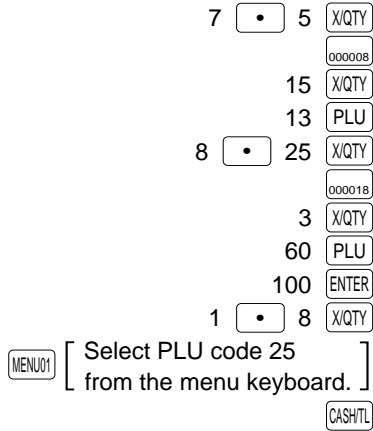 7 • 5 X/QTY
000008
15 X/QTY
13 PLU
8 • 25 X/QTY
000018
3 X/QTY
60 PLU
100 ENTER
1 • 8 X/QTY
MENU01 [ Select PLU code 25
from the menu keyboard. ]
CASH/TL